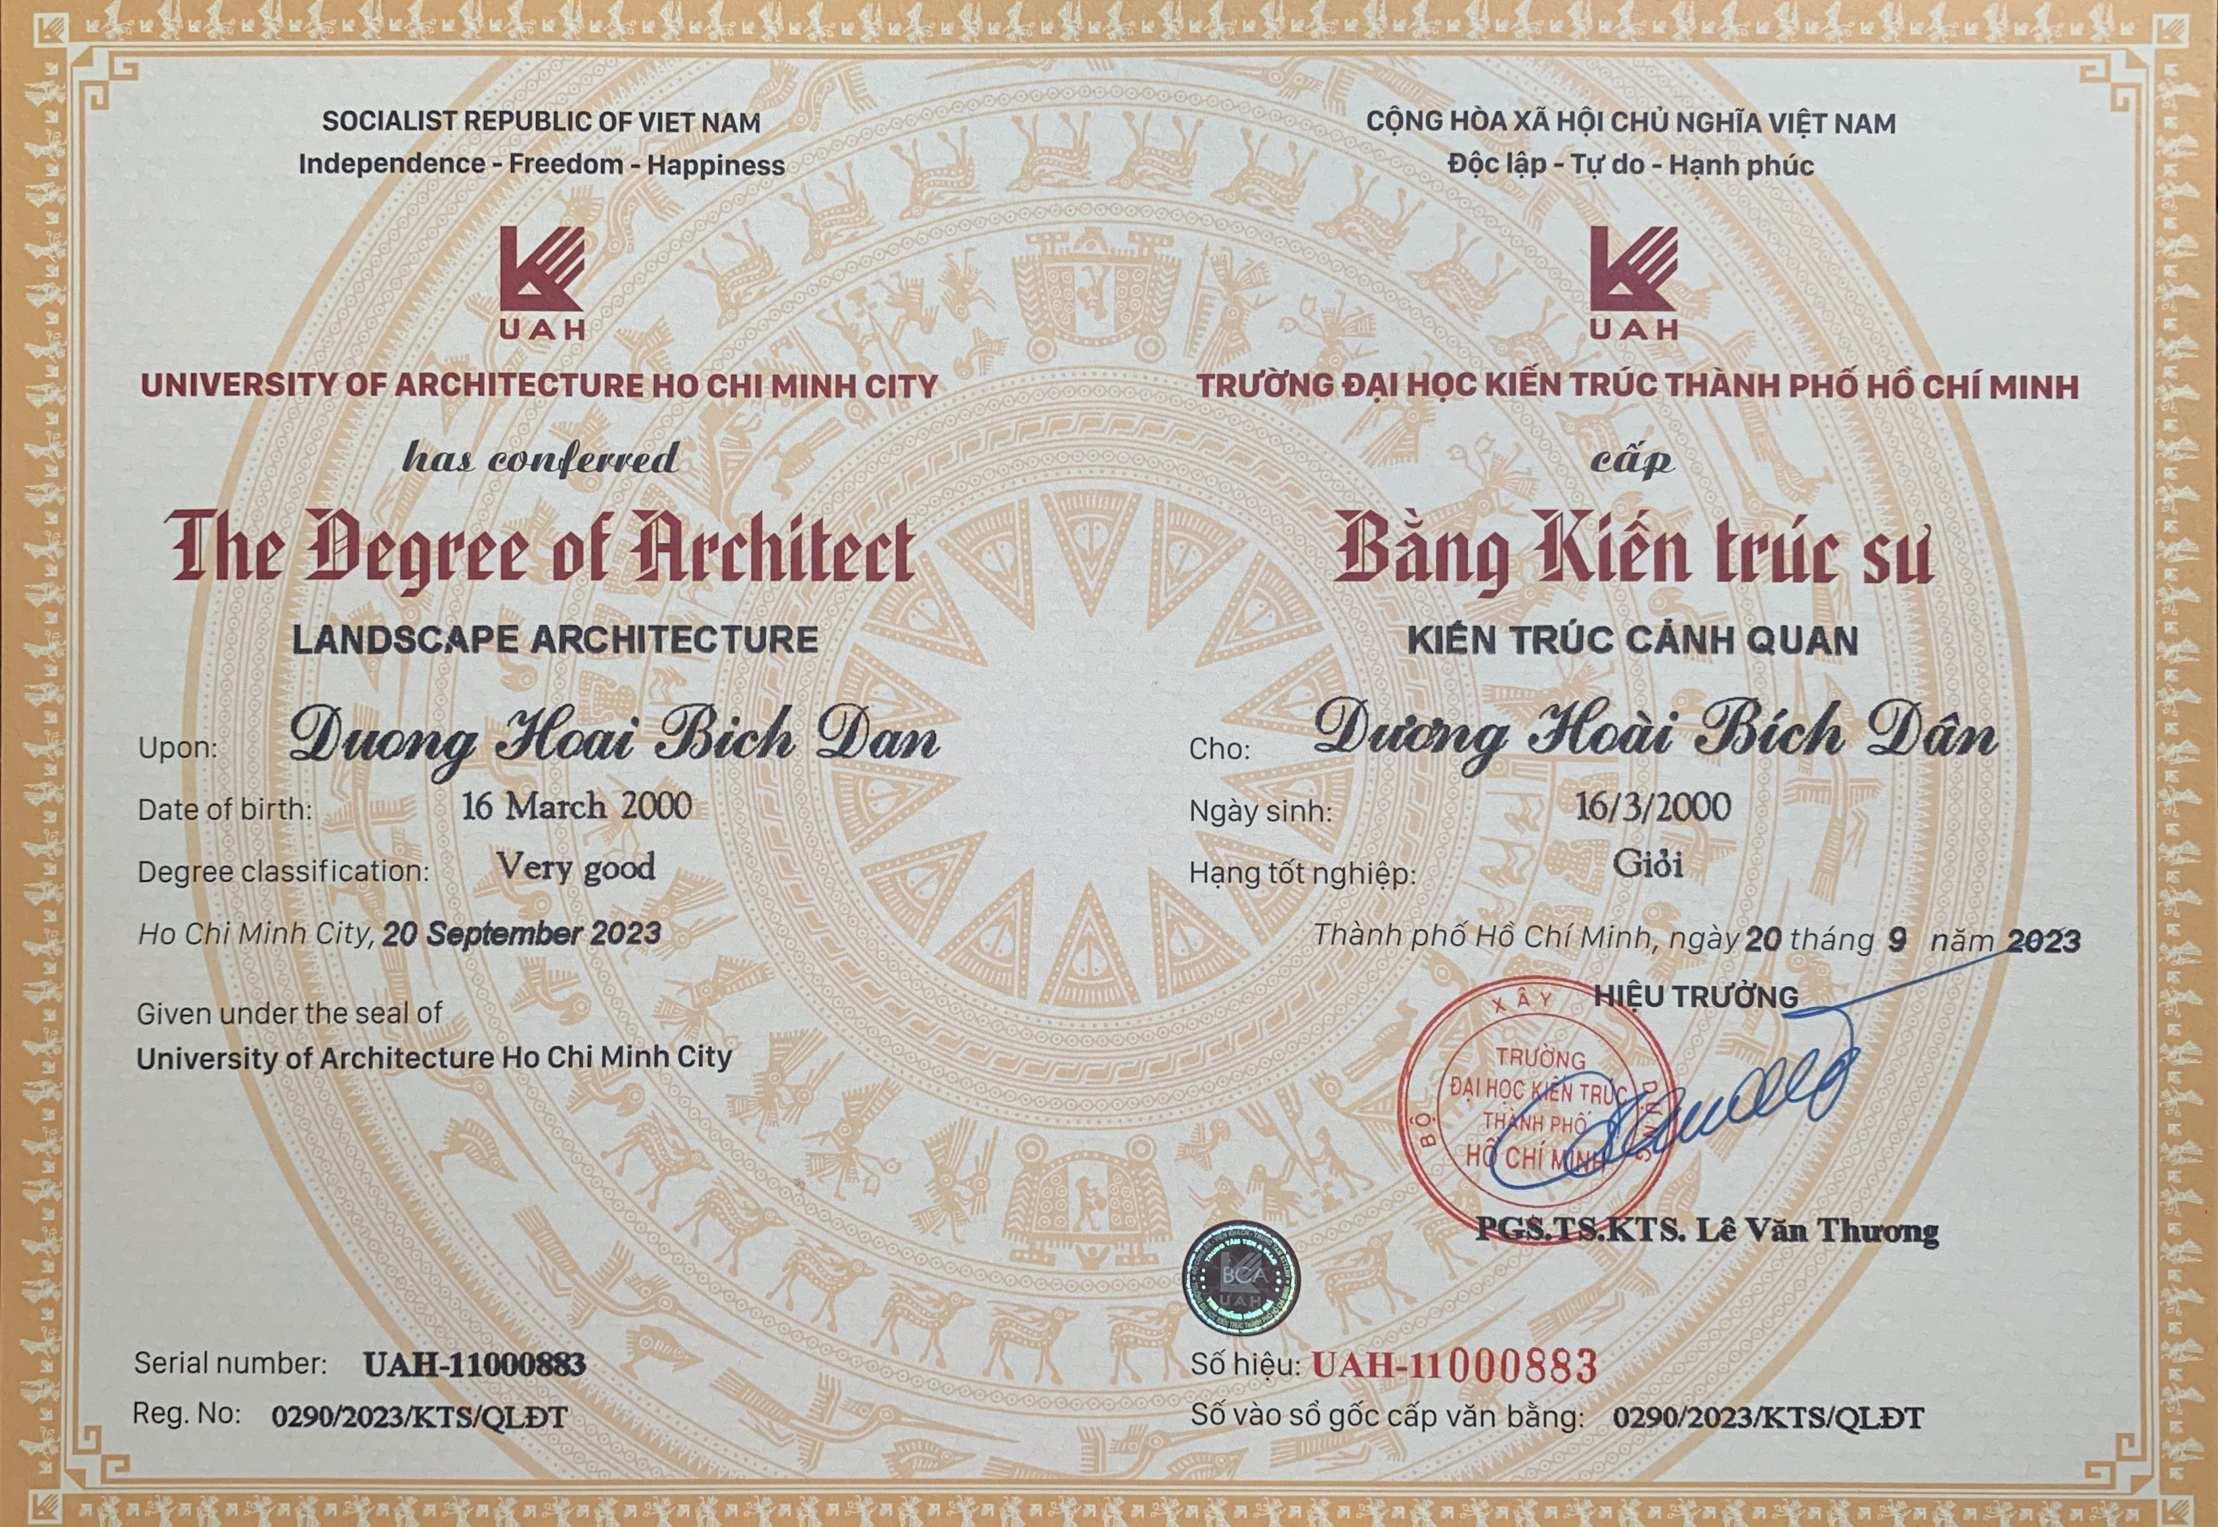 SOCIALIST REPUBLIC OF VIET NAM
Independence - Freedom - Happiness
UAH
UNIVERSITY OF ARCHITECTURE HO CHI MINH CITY
has conferred
The Degree of Architect
LANDSCAPE ARCHITECTURE
Upon: Duong Hoai Bich Dan
Date of birth: 16 March 2000
Degree classification: Very good
Ho Chi Minh City, 20 September 2023
Given under the seal of
University of Architecture Ho Chi Minh City
Serial number: UAH-11000883
Reg. No: 0290/2023/KTS/QLĐT
CỘNG HÒA XÃ HỘI CHỦ NGHĨA VIỆT NAM
Độc lập - Tự do - Hạnh phúc
UAH
TRƯỜNG ĐẠI HỌC KIẾN TRÚC THÀNH PHỐ HỒ CHÍ MINH
cấp
Bằng Kiến trúc sư
KIẾN TRÚC CẢNH QUAN
Cho: Dương Hoài Bích Dân
Ngày sinh: 16/3/2000
Hạng tốt nghiệp: Giỏi
Thành phố Hồ Chí Minh, ngày 20 tháng 9 năm 2023
HIỆU TRƯỞNG
BỘ XÂY DỰNG
TRƯỜNG
ĐẠI HỌC KIẾN TRÚC
THÀNH PHỐ
HỒ CHÍ MINH
PGS.TS.KTS. Lê Văn Thương
BCA
UAH
Số hiệu: UAH-11000883
Số vào sổ gốc cấp văn bằng: 0290/2023/KTS/QLĐT